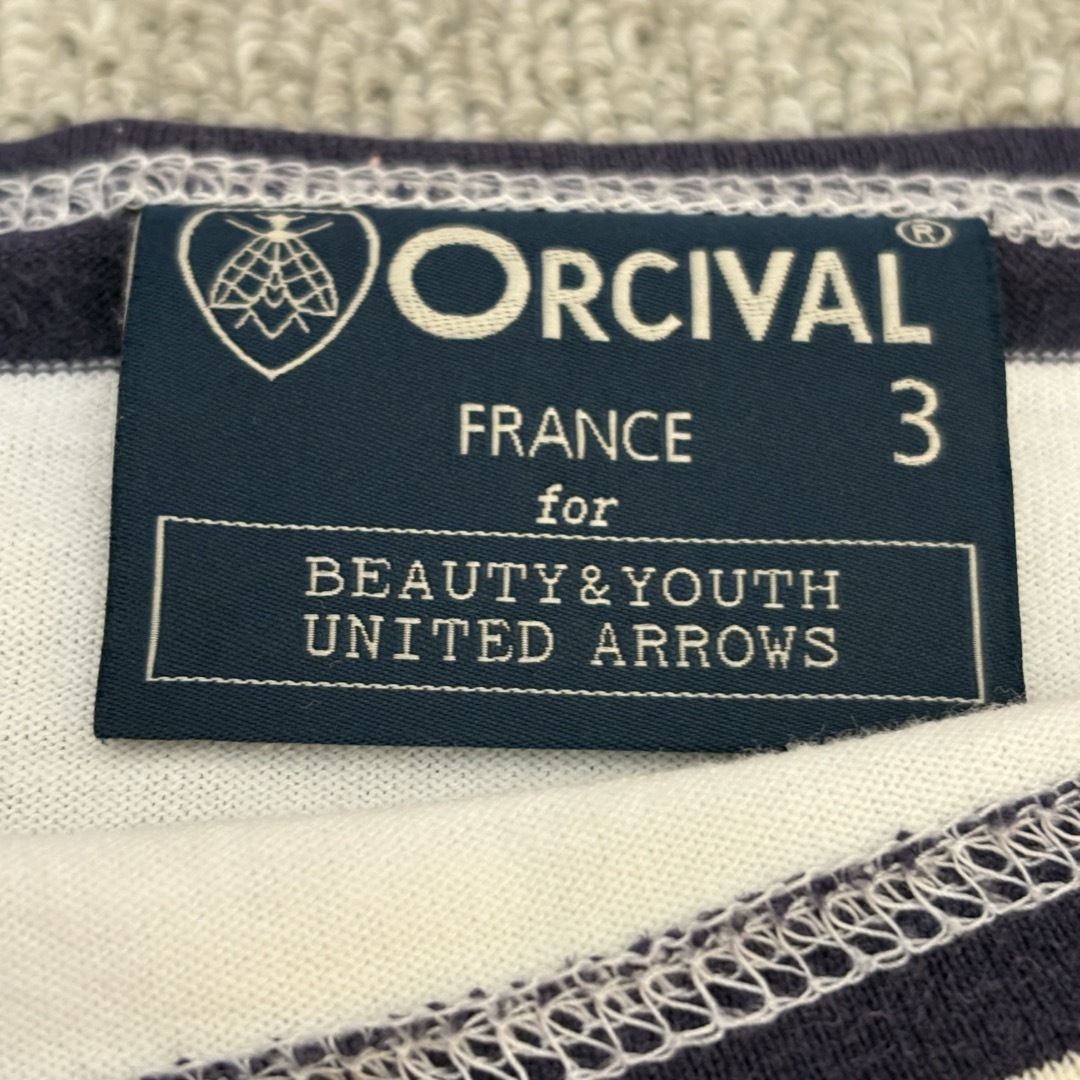 ORCIVAL®
3
FRANCE
for
BEAUTY&YOUTH
UNITED ARROWS